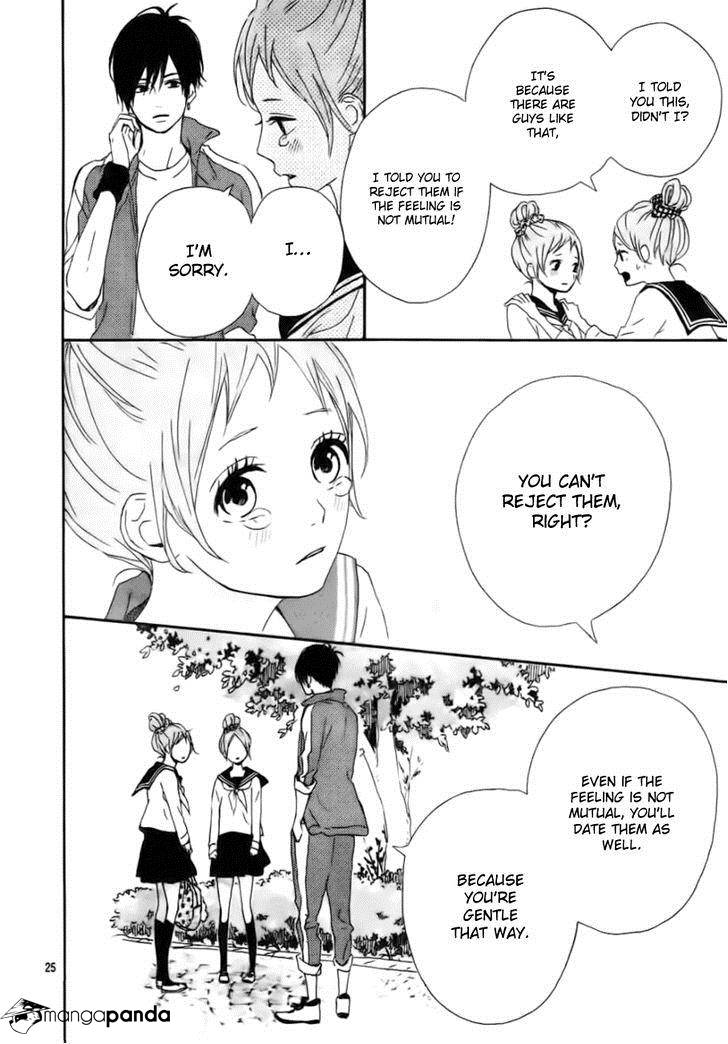 I TOLD
YOU THIS,
DIDN'T I?
IT'S
BECAUSE
THERE ARE
GUYS LIKE
THAT,
I TOLD YOU TO
REJECT THEM IF
THE FEELING IS
NOT MUTUAL!
I...
I'M
SORRY.
YOU CAN'T
REJECT THEM,
RIGHT?
EVEN IF THE
FEELING IS NOT
MUTUAL, YOU'LL
DATE THEM AS
WELL.
BECAUSE
YOU'RE
GENTLE
THAT WAY.
25
mangapanda